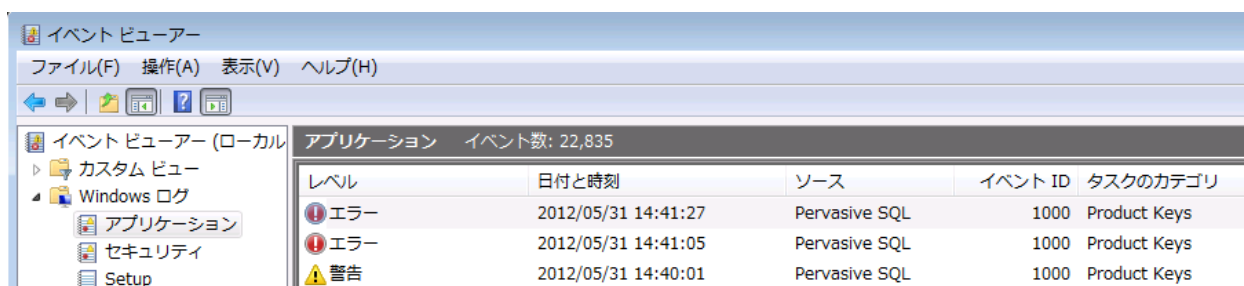 イベント ビューアー
ファイル(F) 操作(A) 表示(V) ヘルプ(H)
イベント ビューアー (ローカル
カスタム ビュー
Windows ログ
アプリケーション
セキュリティ
Setup
アプリケーション イベント数: 22,835
レベル 日付と時刻 ソース イベント ID タスクのカテゴリ
エラー 2012/05/31 14:41:27 Pervasive SQL 1000 Product Keys
エラー 2012/05/31 14:41:05 Pervasive SQL 1000 Product Keys
警告 2012/05/31 14:40:01 Pervasive SQL 1000 Product Keys